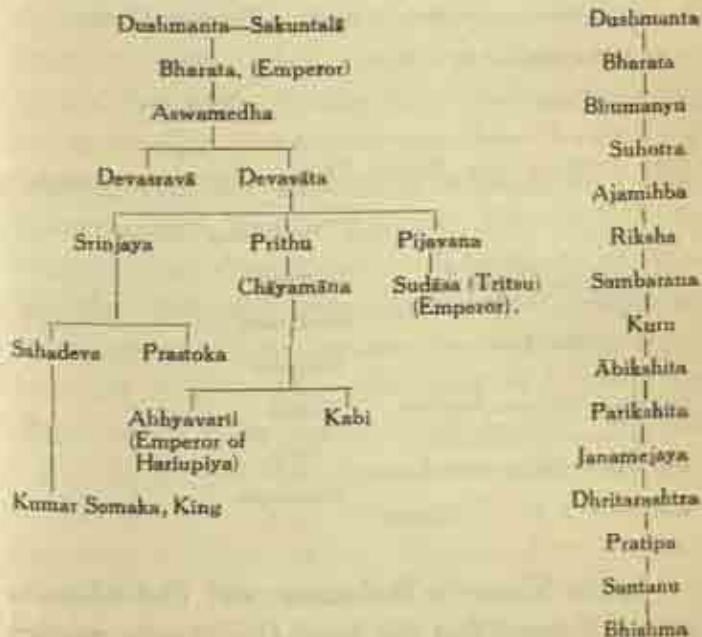 Dushmanta—Sakuntalā
Bharata, (Emperor)
Aswamedha
Devasravā Devavāta
Srinjaya Prithu Pijavana
Chāyamāna Sudāsa (Tritsu)
(Emperor).
Sahadeva Prastoka
Abhyavarti Kabi
(Emperor of
Hariupiya)
Kumar Somaka, King
Dushmanta
Bharata
Bhumanyu
Suhotra
Ajamihba
Riksha
Sambarana
Kuru
Abikshita
Parikshita
Janamejaya
Dhritarashtra
Pratipa
Santanu
Bhishma